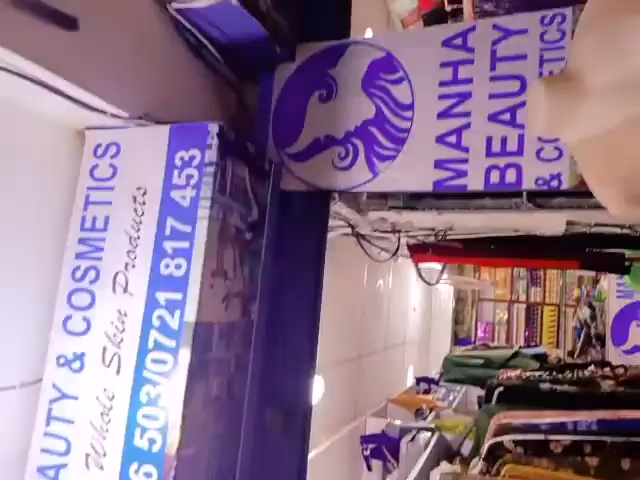 AUTY & COSMETICS
Whole Skin Products
6 503/0721 817 453
MANHA
BEAUTY
& COSMETICS